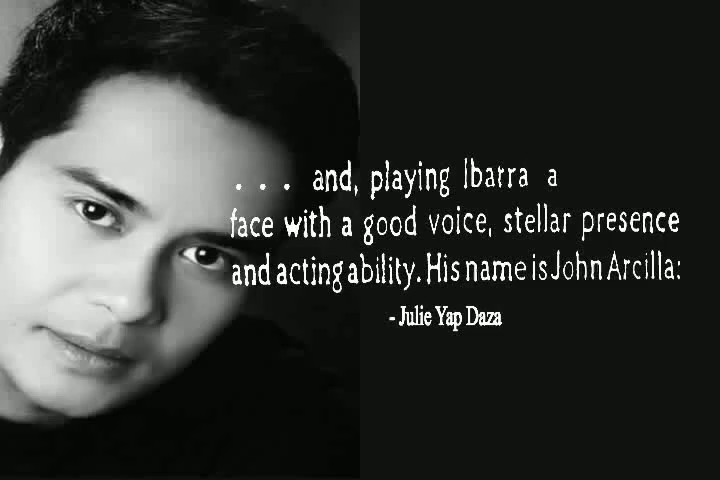 . . . and, playing Ibarra a
face with a good voice, stellar presence
and acting ability. His name is John Arcilla:
- Julie Yap Daza